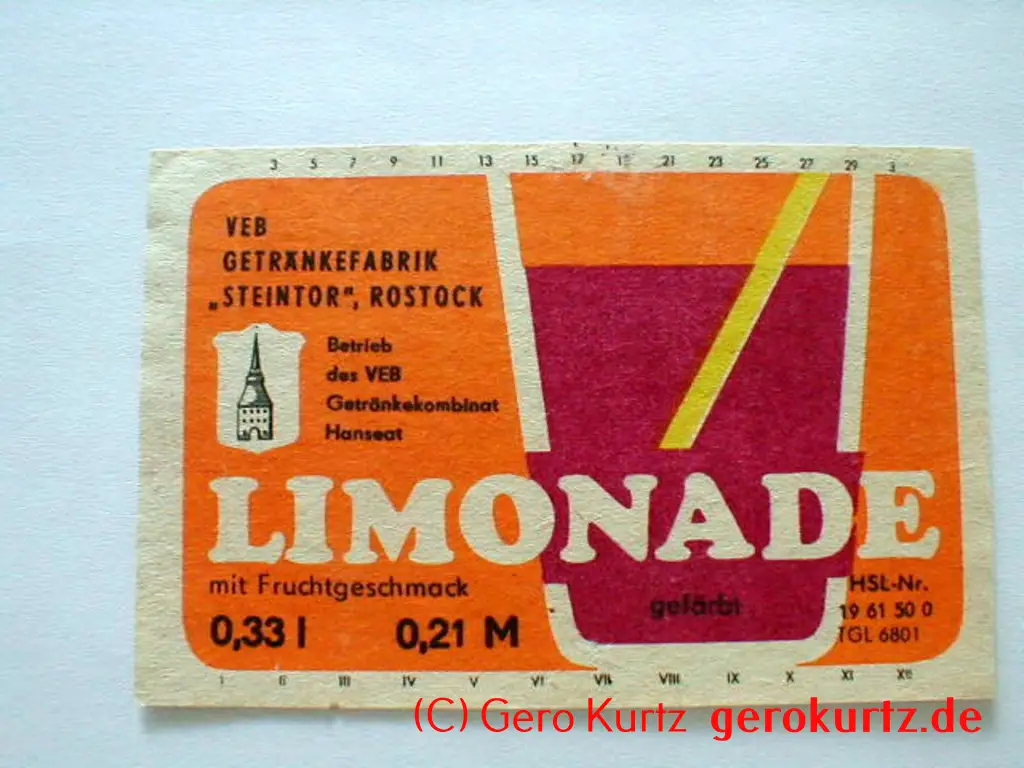 3 5 7 9 11 13 15 17 19 21 23 25 27 29 3
VEB
GETRÄNKEFABRIK
„STEINTOR", ROSTOCK
Betrieb
des VEB
Getränkekombinat
Hanseat
LIMONADE
mit Fruchtgeschmack
0,33 l 0,21 M
gefärbt
HSL-Nr.
19 61 50 0
TGL 6801
I II III IV V VI VII VIII IX X XI XII
(C) Gero Kurtz gerokurtz.de